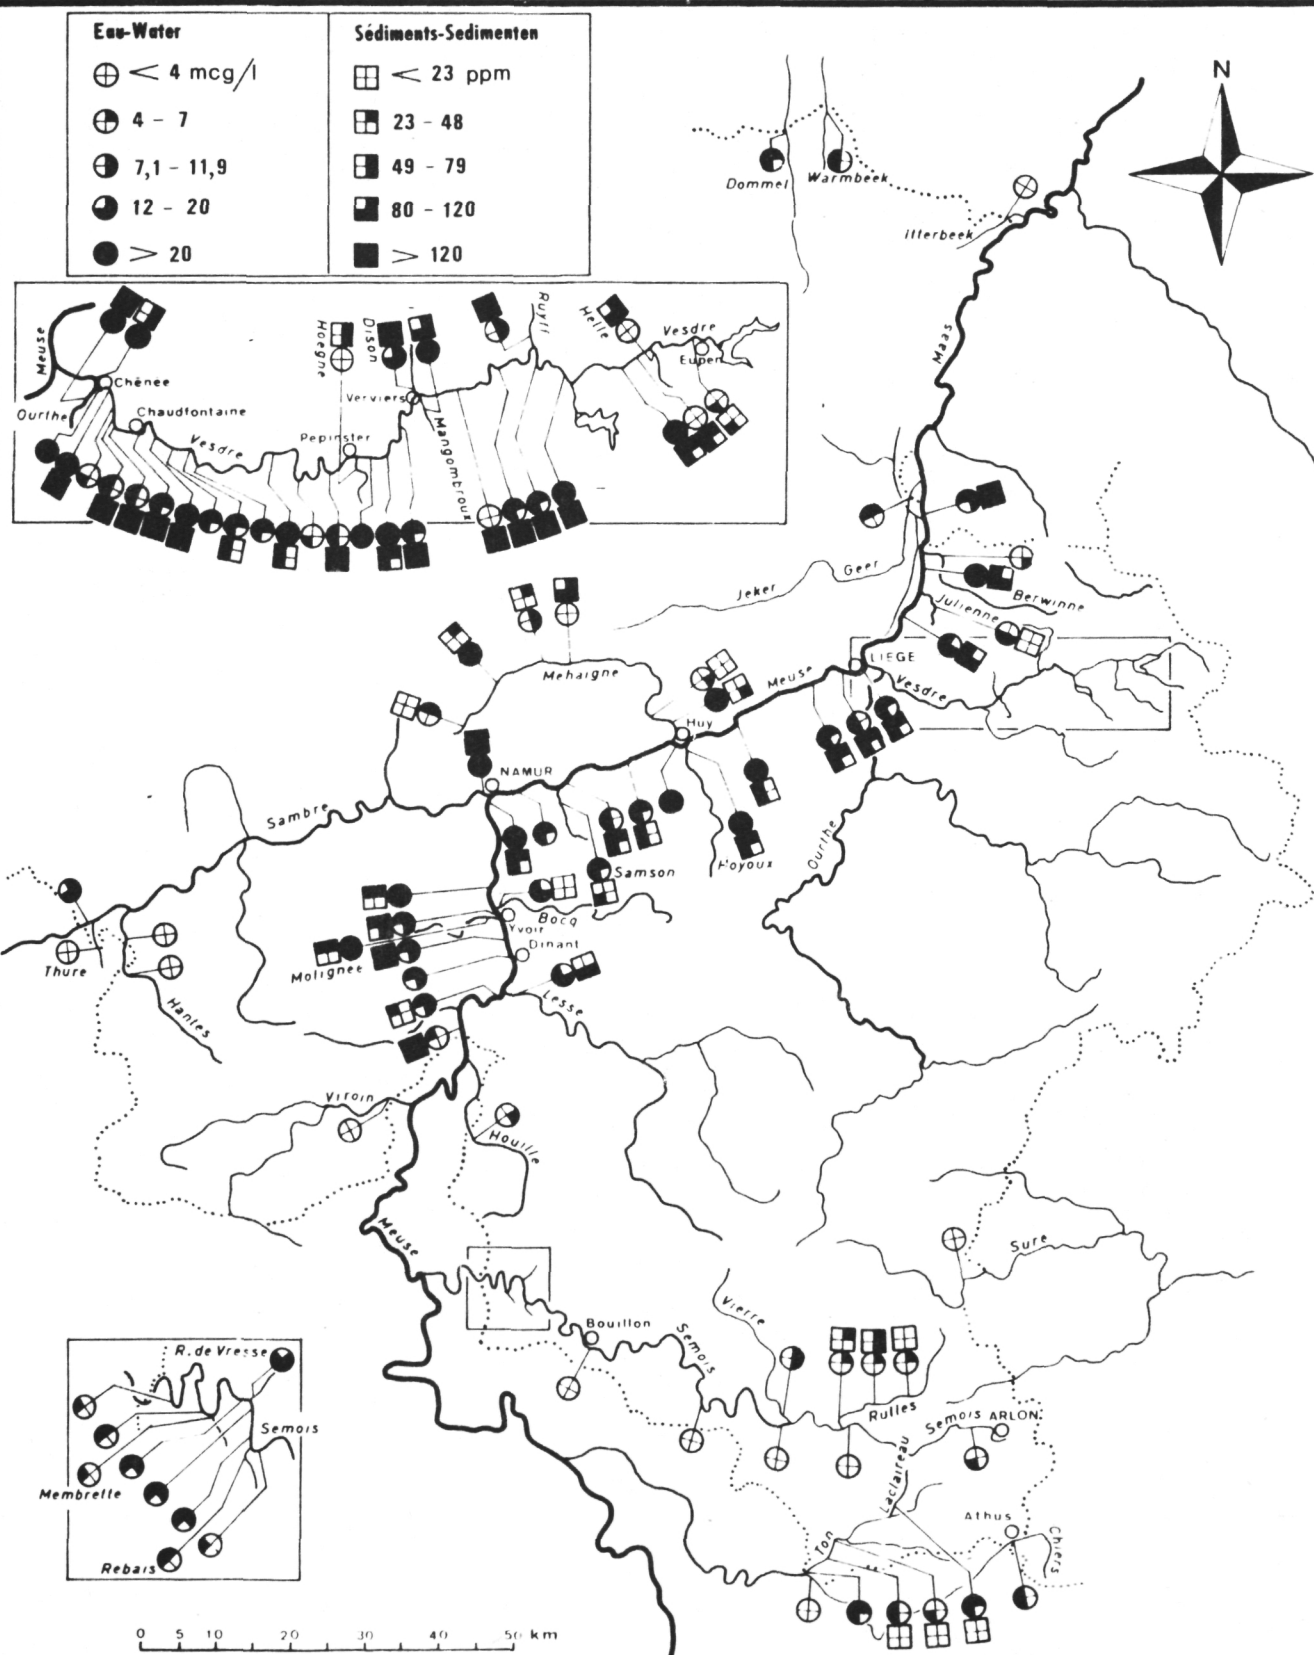 Eau-Water
< 4 mcg/l
4 - 7
7,1 - 11,9
12 - 20
> 20
Sédiments-Sedimenten
< 23 ppm
23 - 48
49 - 79
80 - 120
> 120
N
Dommel
Warmbeek
Itterbeek
Maas
Meuse
Ourthe
Chênée
Chaudfontaine
Vesdre
Hoegne
Pepinster
Dison
Verviers
Mangombroux
Ruyff
Helle
Vesdre
Eupen
Jeker
Geer
Berwinne
Julienne
LIEGE
Vesdre
Meuse
Mehaigne
Huy
NAMUR
Sambre
Samson
Hoyoux
Ourthe
Bocq
Yvoir
Dinant
Molignee
Lesse
Thure
Hantes
Viroin
Houille
Meuse
Sure
Bouillon
Semois
Vierre
Rulles
Semois
ARLON
Laclaireau
Ton
Athus
Chiers
R. de Vresse
Semois
Membrette
Rebais
0 5 10 20 30 40 50 km